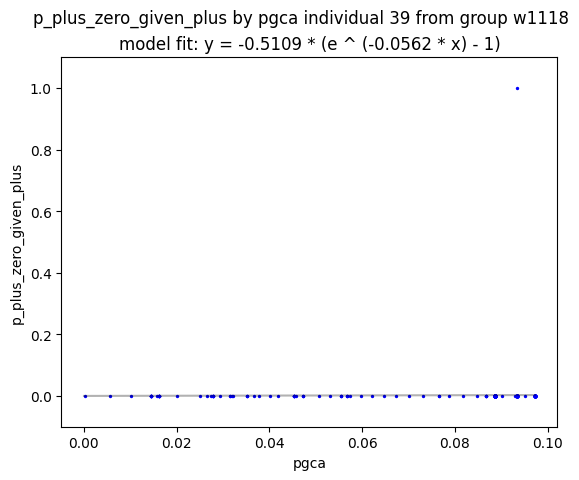 p_plus_zero_given_plus by pgca individual 39 from group w1118
model fit: y = -0.5109 * (e ^ (-0.0562 * x) - 1)
1.0
0.8
0.6
0.4
0.2
0.0
p_plus_zero_given_plus
0.00 0.02 0.04 0.06 0.08 0.10
pgca